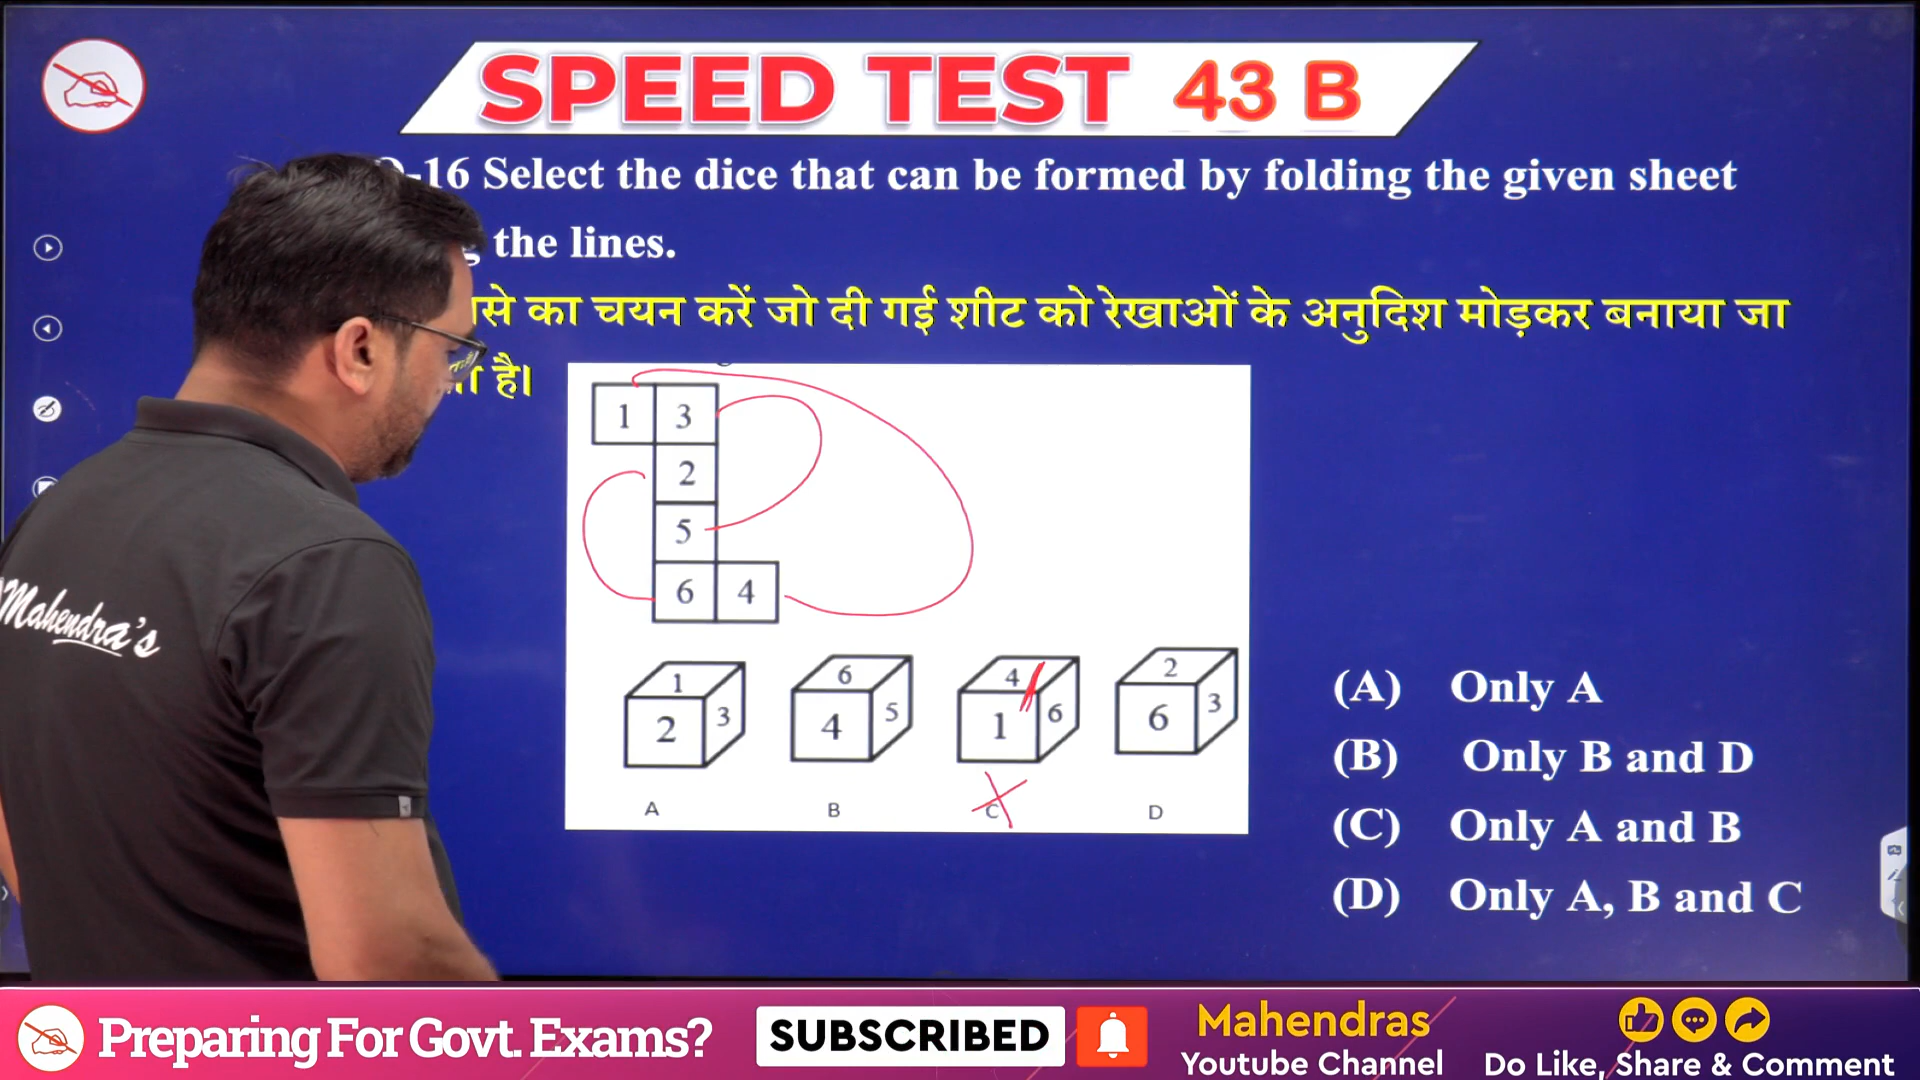 SPEED TEST 43 B
-16 Select the dice that can be formed by folding the given sheet
the lines.
से का चयन करें जो दी गई शीट को रेखाओं के अनुदिश मोड़कर बनाया जा
है।
1 3
2
5
6 4
1 2 3
6 4 5
4 1 6
2 6 3
A B C D
(A) Only A
(B) Only B and D
(C) Only A and B
(D) Only A, B and C
Mahendra's
Preparing For Govt. Exams?
SUBSCRIBED
Mahendras
Youtube Channel
Do Like, Share & Comment